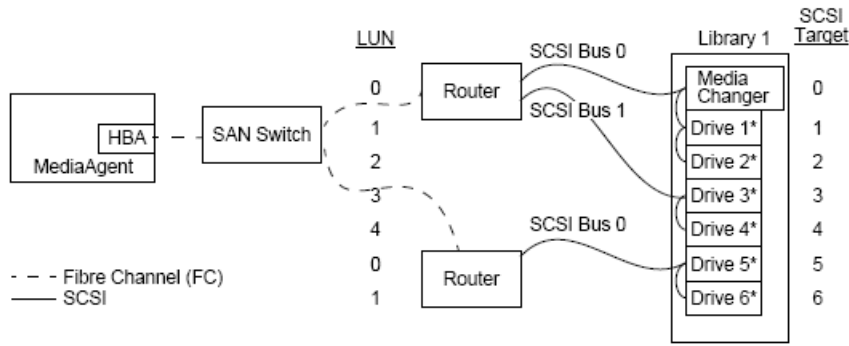 SCSI
Target
LUN
Library 1
SCSI Bus 0
0
Router
Media
Changer
0
SCSI Bus 1
HBA
MediaAgent
SAN Switch
1
Drive 1*
1
2
Drive 2*
2
3
Drive 3*
3
SCSI Bus 0
4
Drive 4*
4
Fibre Channel (FC)
SCSI
0
Router
Drive 5*
5
1
Drive 6*
6